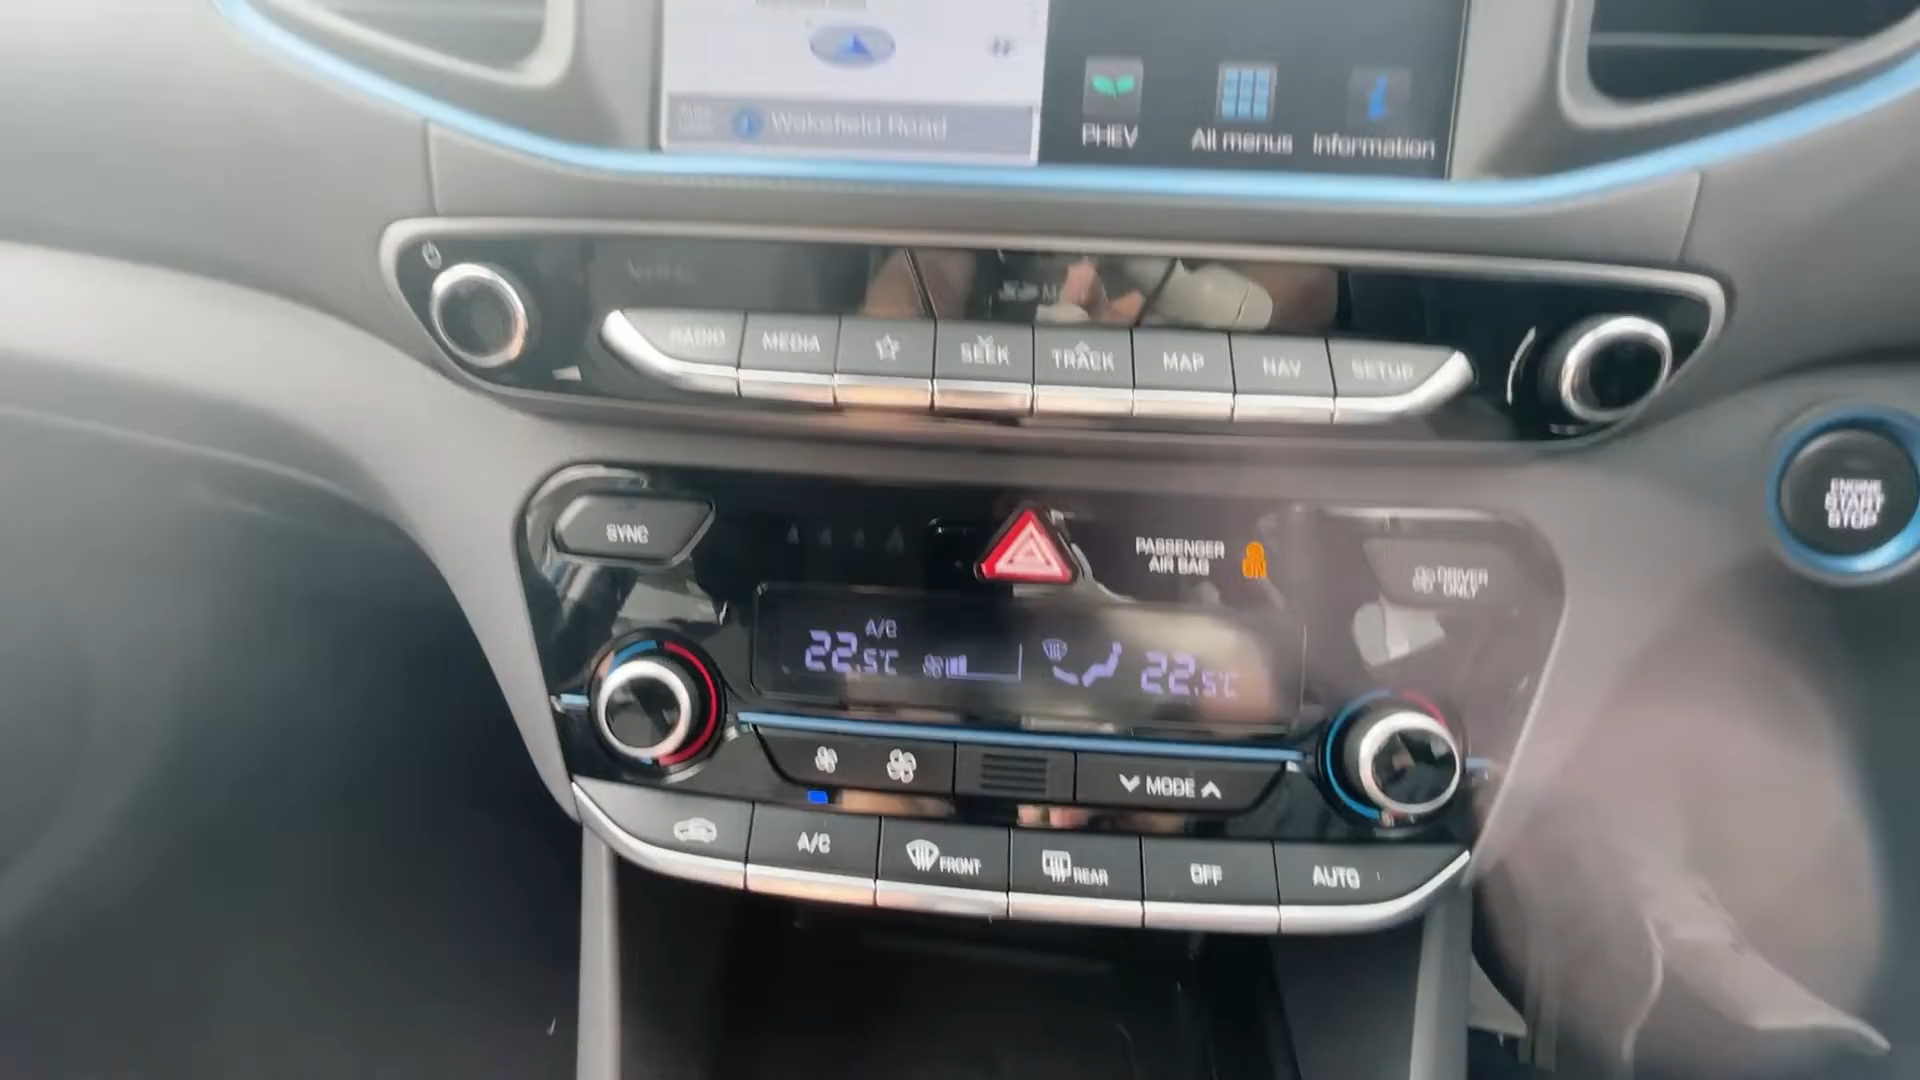 Wakefield Road
PHEV
All menus
Information
RADIO
MEDIA
SEEK
TRACK
MAP
NAV
SETUP
ENGINE
START
STOP
SYNC
PASSENGER
AIR BAG
DRIVER
ONLY
A/C
22.5°C
22.5°C
MODE
A/C
FRONT
REAR
OFF
AUTO